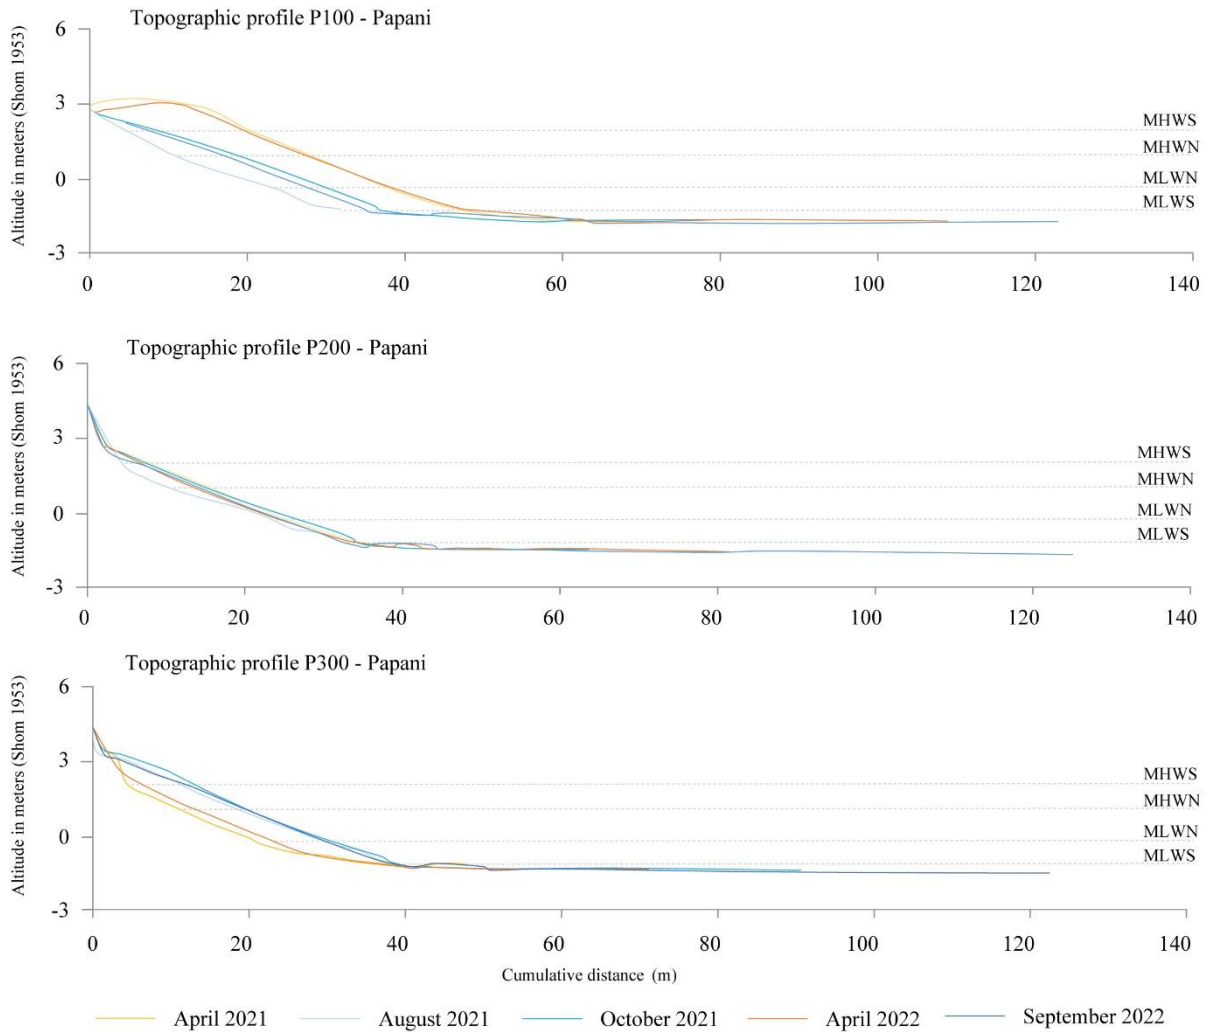 Topographic profile P100 - Papani
Altitude in meters (Shom 1953)
6
3
0
-3
MHWS
MHWN
MLWN
MLWS
0 20 40 60 80 100 120 140
Topographic profile P200 - Papani
Altitude in meters (Shom 1953)
6
3
0
-3
MHWS
MHWN
MLWN
MLWS
0 20 40 60 80 100 120 140
Topographic profile P300 - Papani
Altitude in meters (Shom 1953)
6
3
0
-3
MHWS
MHWN
MLWN
MLWS
0 20 40 60 80 100 120 140
Cumulative distance (m)
April 2021 August 2021 October 2021 April 2022 September 2022